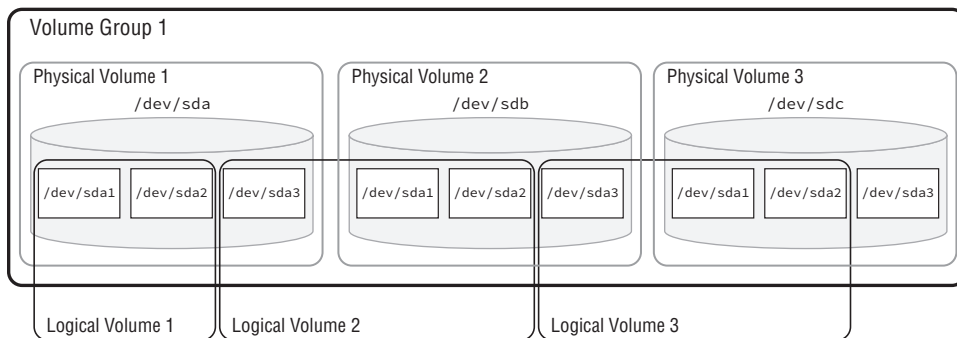 Volume Group 1
Physical Volume 1 Physical Volume 2 Physical Volume 3
/dev/sda /dev/sdb /dev/sdc
/dev/sda1 /dev/sda2 /dev/sda3 /dev/sda1 /dev/sda2 /dev/sda3 /dev/sda1 /dev/sda2 /dev/sda3
Logical Volume 1 Logical Volume 2 Logical Volume 3